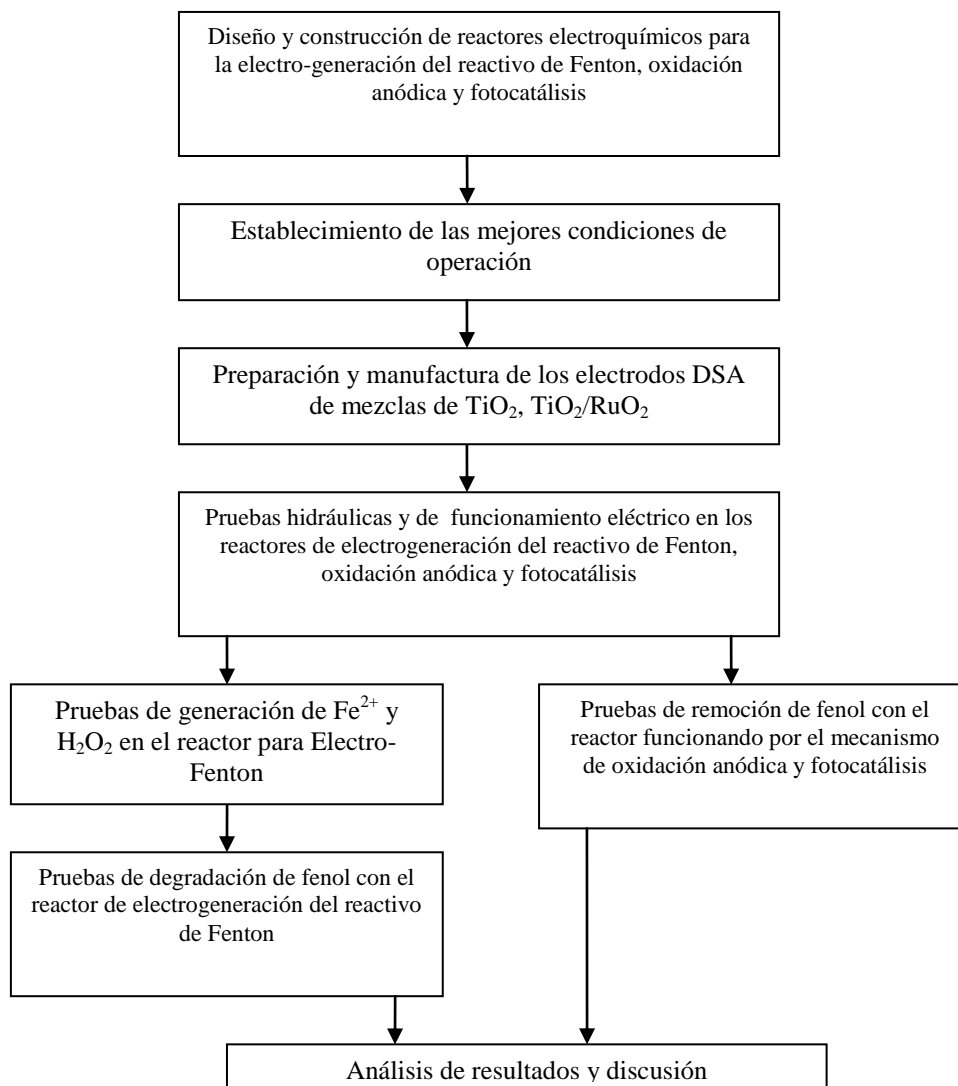 Diseño y construcción de reactores electroquímicos para
la electro-generación del reactivo de Fenton, oxidación
anódica y fotocatálisis
Establecimiento de las mejores condiciones de
operación
Preparación y manufactura de los electrodos DSA
de mezclas de TiO₂, TiO₂/RuO₂
Pruebas hidráulicas y de funcionamiento eléctrico en los
reactores de electrogeneración del reactivo de Fenton,
oxidación anódica y fotocatálisis
Pruebas de generación de Fe²⁺ y
H₂O₂ en el reactor para Electro-
Fenton
Pruebas de remoción de fenol con el
reactor funcionando por el mecanismo
de oxidación anódica y fotocatálisis
Pruebas de degradación de fenol con el
reactor de electrogeneración del reactivo
de Fenton
Análisis de resultados y discusión